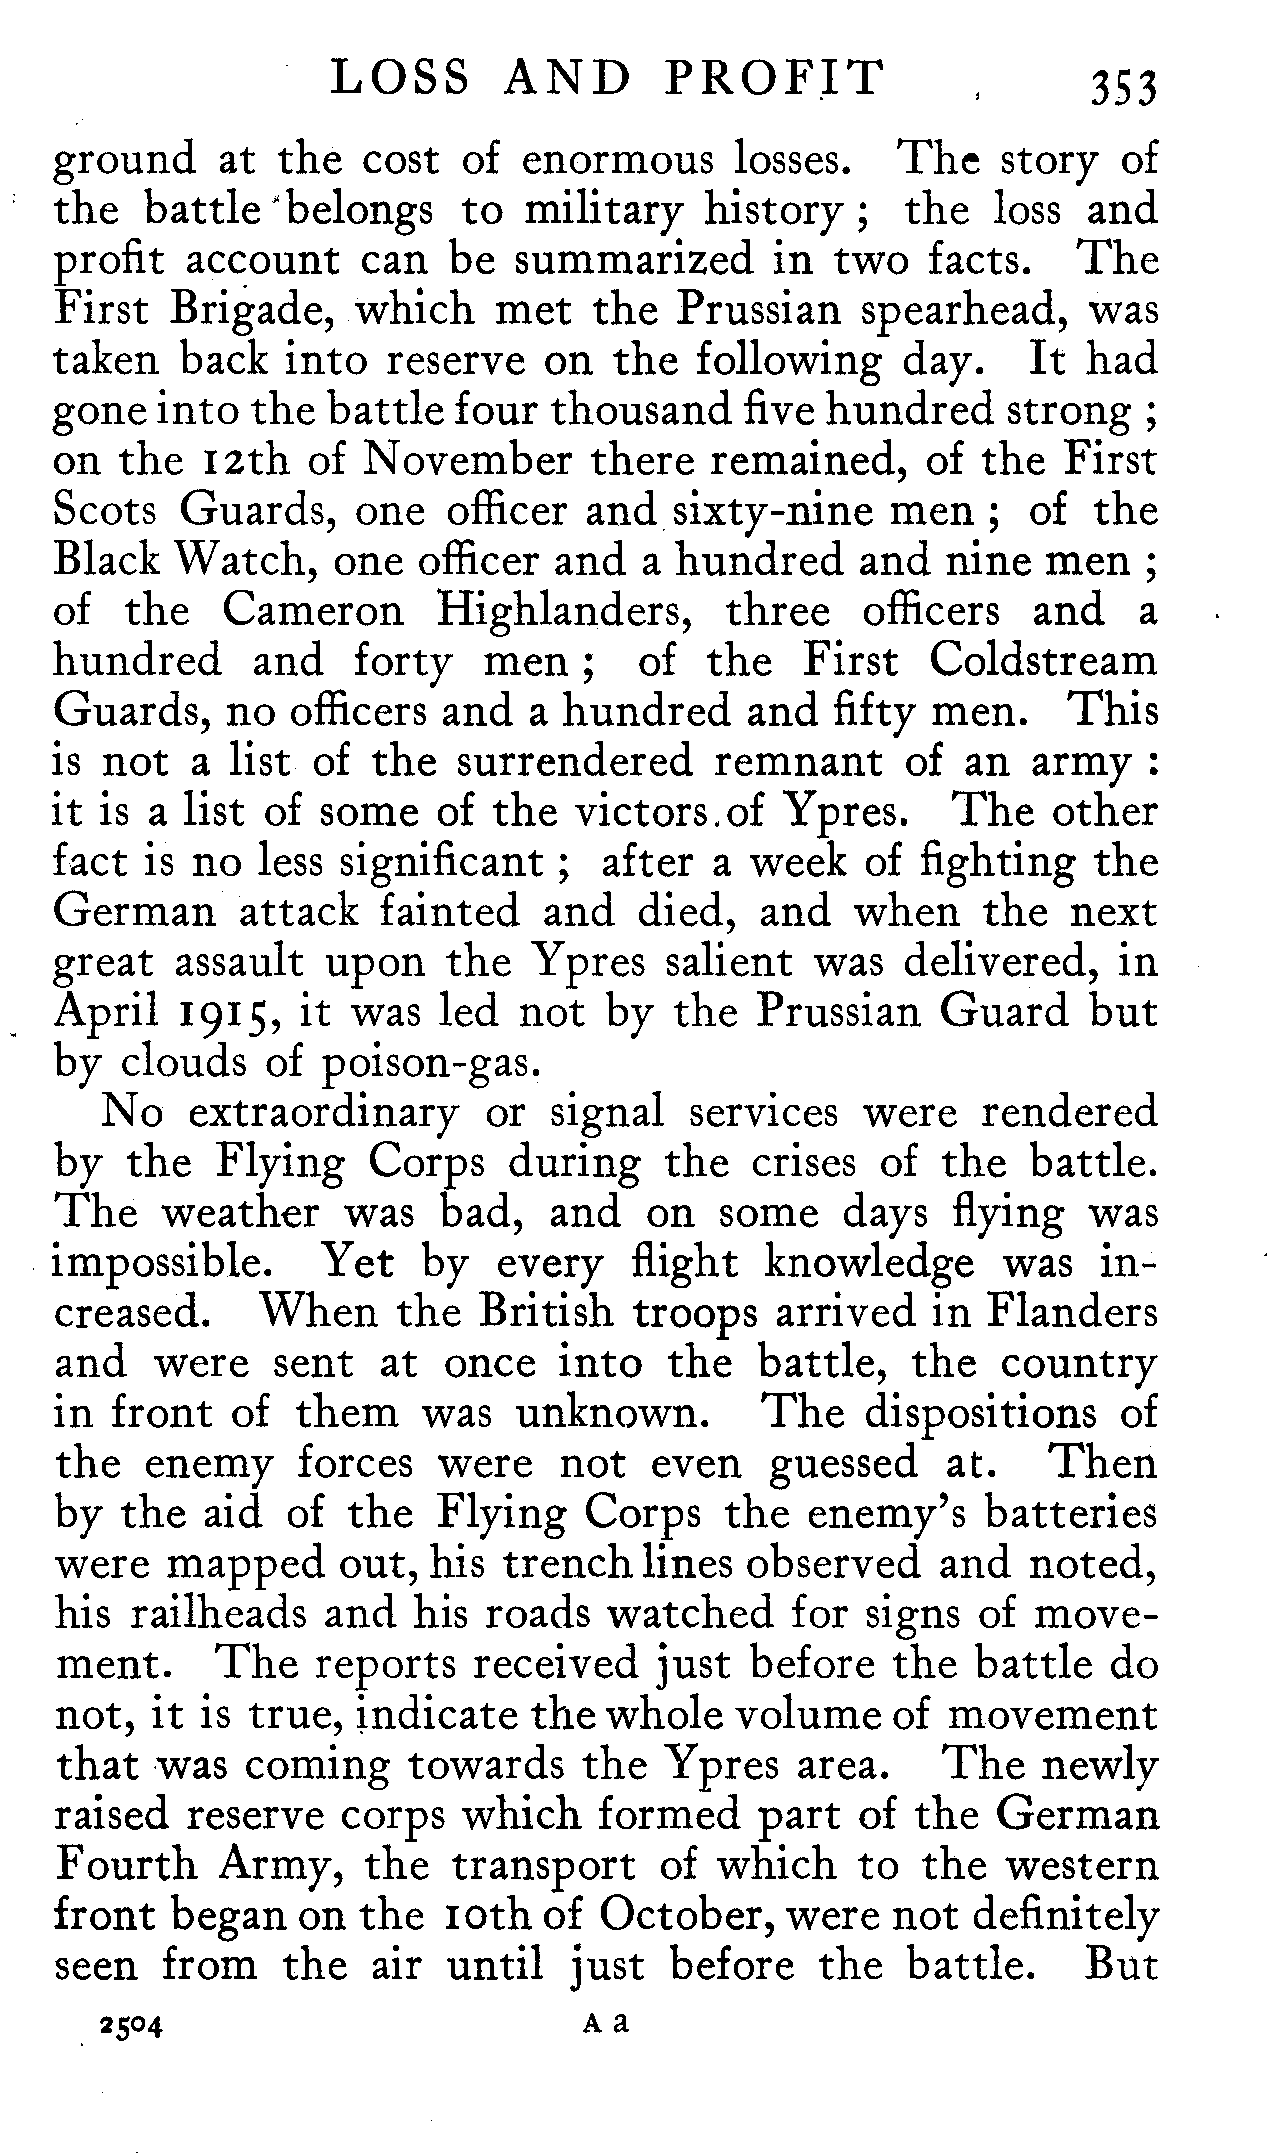 LOSS AND PROFIT 353
ground at the cost of enormous losses. The story of
the battle belongs to military history ; the loss and
profit account can be summarized in two facts. The
First Brigade, which met the Prussian spearhead, was
taken back into reserve on the following day. It had
gone into the battle four thousand five hundred strong ;
on the 12th of November there remained, of the First
Scots Guards, one officer and sixty-nine men ; of the
Black Watch, one officer and a hundred and nine men ;
of the Cameron Highlanders, three officers and a
hundred and forty men ; of the First Coldstream
Guards, no officers and a hundred and fifty men. This
is not a list of the surrendered remnant of an army :
it is a list of some of the victors of Ypres. The other
fact is no less significant ; after a week of fighting the
German attack fainted and died, and when the next
great assault upon the Ypres salient was delivered, in
April 1915, it was led not by the Prussian Guard but
by clouds of poison-gas.
No extraordinary or signal services were rendered
by the Flying Corps during the crises of the battle.
The weather was bad, and on some days flying was
impossible. Yet by every flight knowledge was in-
creased. When the British troops arrived in Flanders
and were sent at once into the battle, the country
in front of them was unknown. The dispositions of
the enemy forces were not even guessed at. Then
by the aid of the Flying Corps the enemy's batteries
were mapped out, his trench lines observed and noted,
his railheads and his roads watched for signs of move-
ment. The reports received just before the battle do
not, it is true, indicate the whole volume of movement
that was coming towards the Ypres area. The newly
raised reserve corps which formed part of the German
Fourth Army, the transport of which to the western
front began on the 10th of October, were not definitely
seen from the air until just before the battle. But
2504 A a